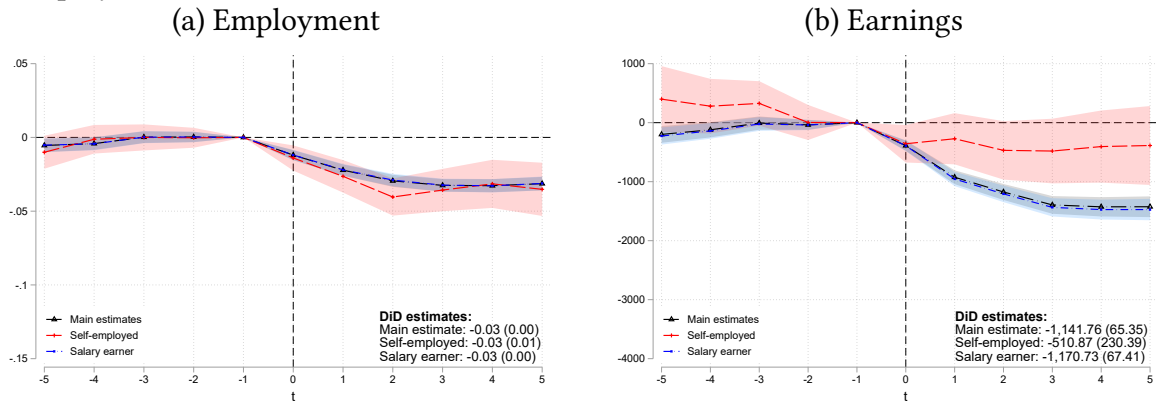 (a) Employment
.05
0
-.05
-.1
-.15
Main estimates
Self-employed
Salary earner
DiD estimates:
Main estimate: -0.03 (0.00)
Self-employed: -0.03 (0.01)
Salary earner: -0.03 (0.00)
-5 -4 -3 -2 -1 0 1 2 3 4 5
t
(b) Earnings
1000
0
-1000
-2000
-3000
-4000
Main estimates
Self-employed
Salary earner
DiD estimates:
Main estimate: -1,141.76 (65.35)
Self-employed: -510.87 (230.39)
Salary earner: -1,170.73 (67.41)
-5 -4 -3 -2 -1 0 1 2 3 4 5
t